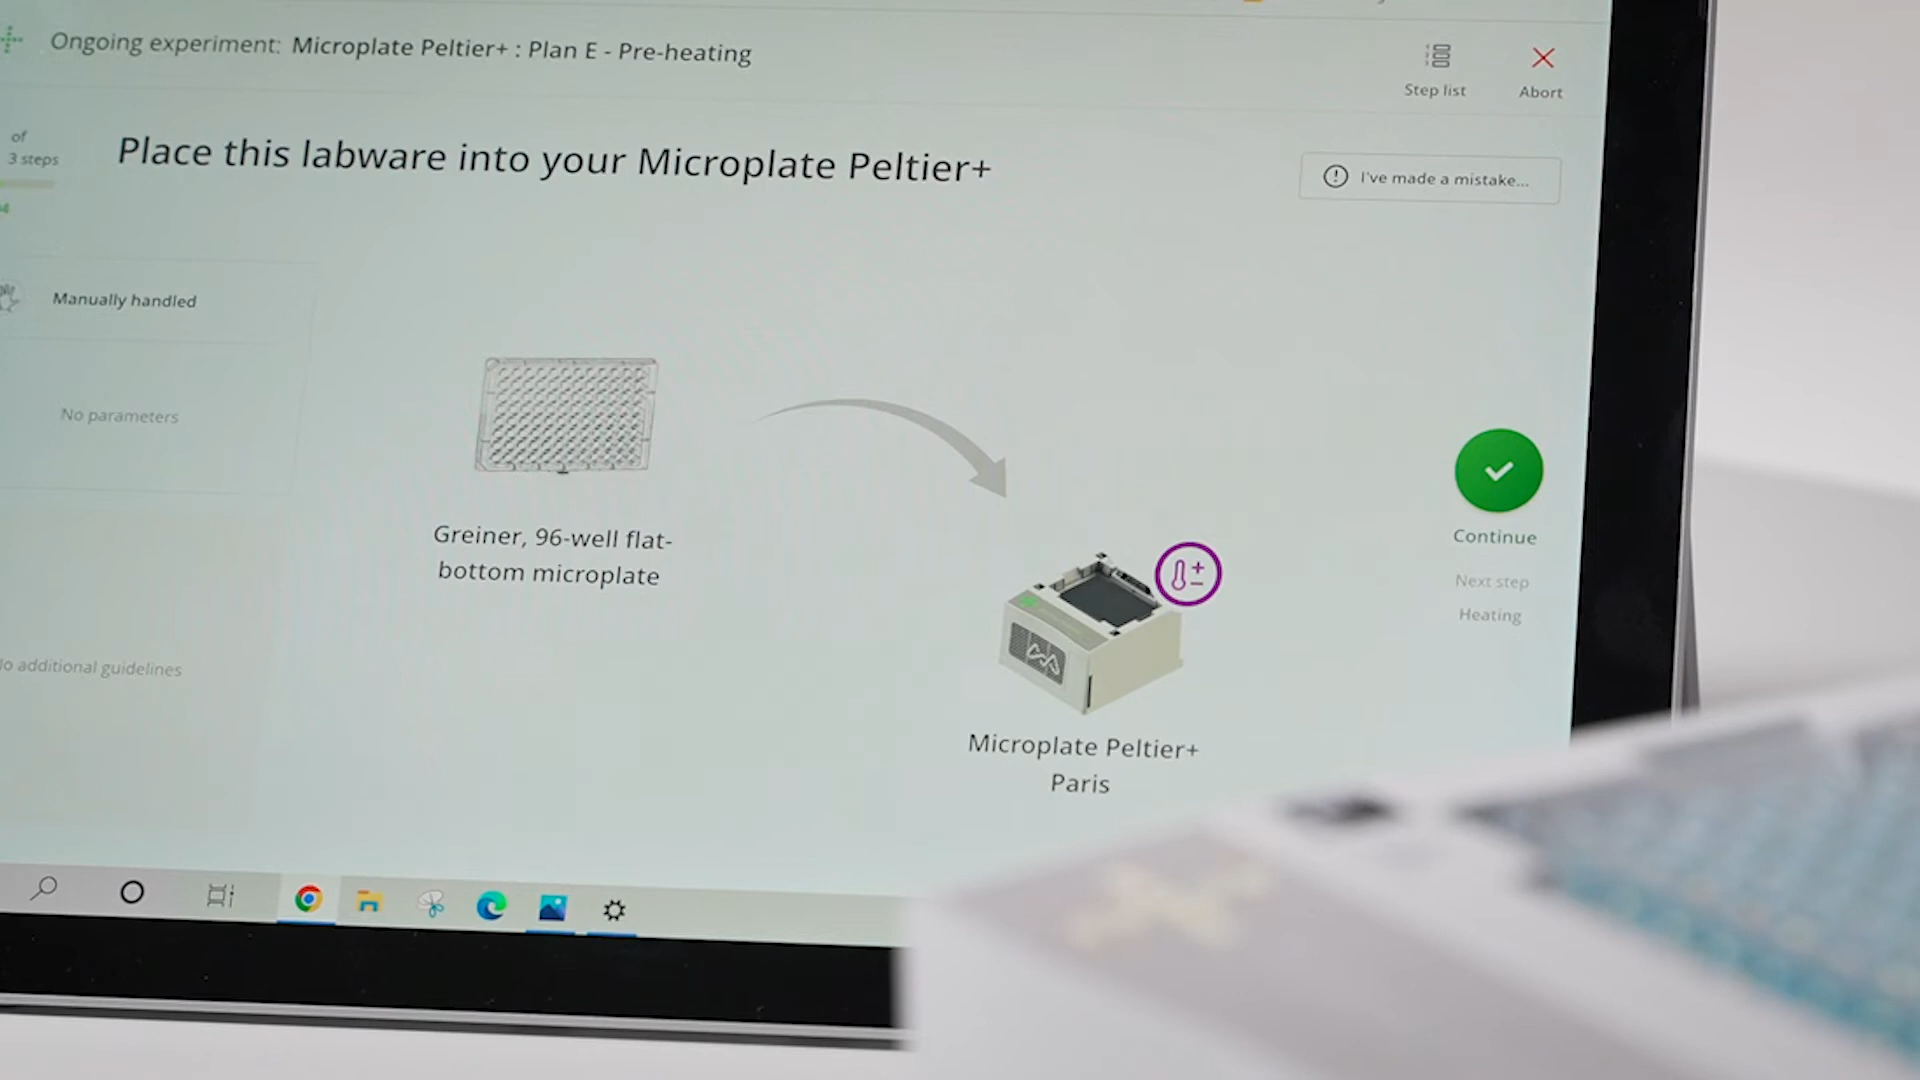 Ongoing experiment: Microplate Peltier+ : Plan E - Pre-heating
Step list
Abort
of
3 steps
Place this labware into your Microplate Peltier+
I've made a mistake...
Manually handled
No parameters
Greiner, 96-well flat-
bottom microplate
Continue
Next step
Heating
additional guidelines
Microplate Peltier+
Paris